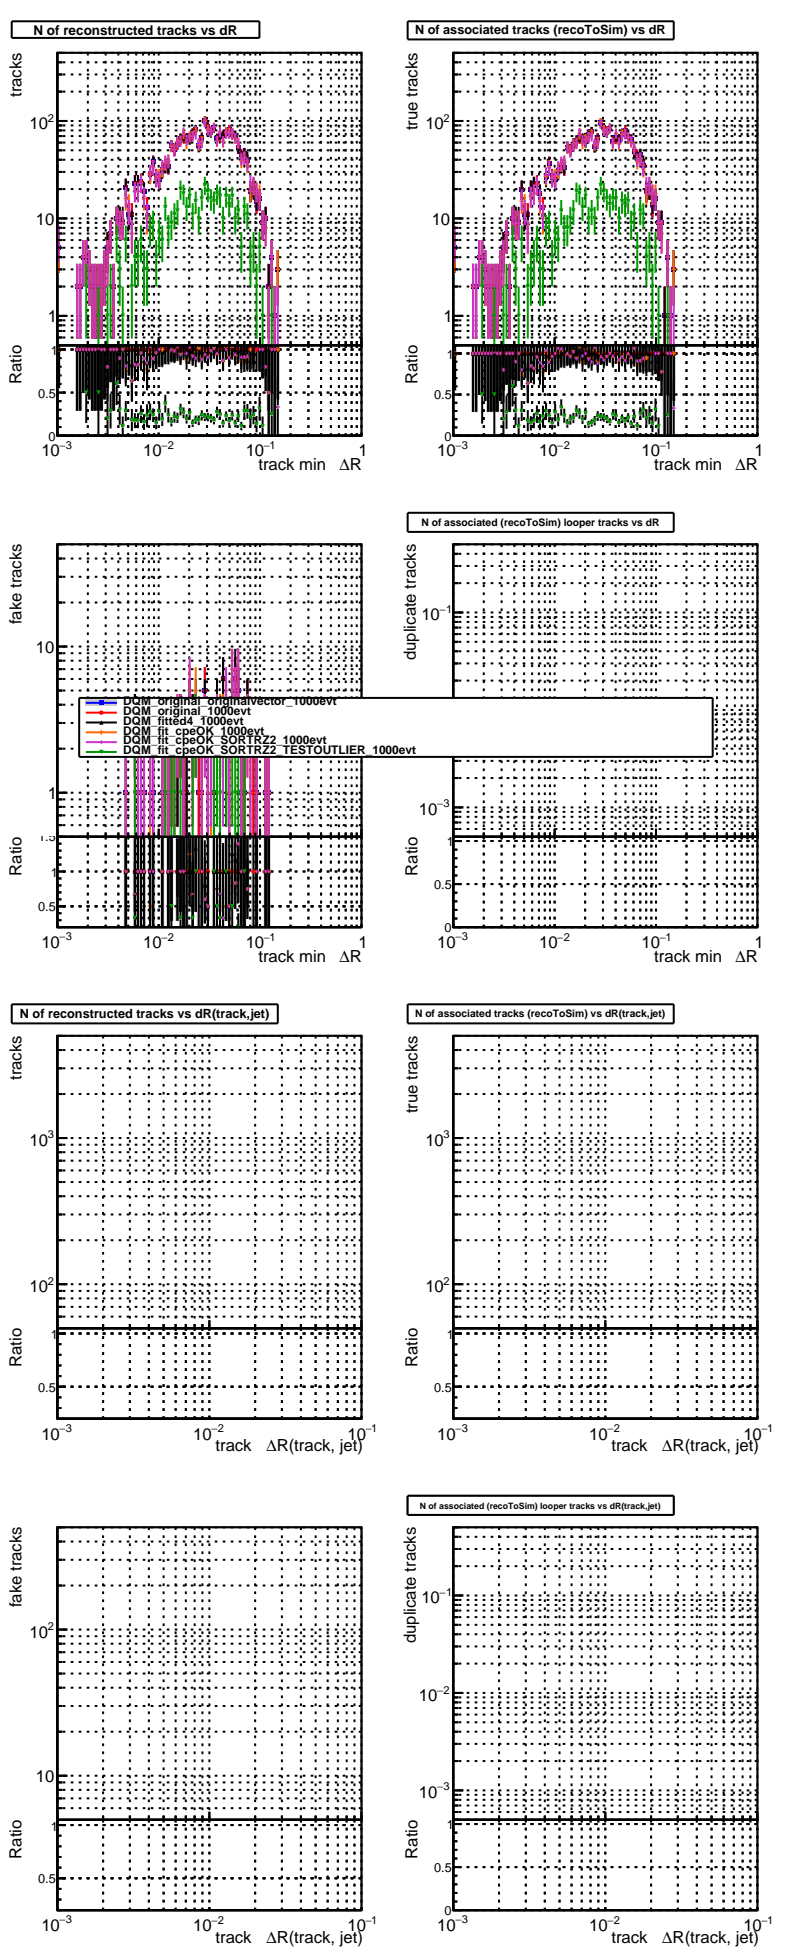 N of reconstructed tracks vs dR
N of associated tracks (recoToSim) vs dR
tracks
10²
10
1
Ratio
1
0.5
0
10−3
10−2
10−1
1
track min ΔR
true tracks
10²
10
1
Ratio
1
0.5
0
10−3
10−2
10−1
1
track min ΔR
N of associated (recoToSim) looper tracks vs dR
fake tracks
10
1
Ratio
1.5
1
0.5
10−3
10−2
10−1
1
track min ΔR
duplicate tracks
10−1
10−3
Ratio
1
0.5
0
10−3
10−2
10−1
1
track min ΔR
DQM_original_originalvector_1000evt
DQM_original_1000evt
DQM_fitted4_1000evt
DQM_fit_cpeOK_1000evt
DQM_fit_cpeOK_SORTRZ2_1000evt
DQM_fit_cpeOK_SORTRZ2_TESTOUTLIER_1000evt
N of reconstructed tracks vs dR(track,jet)
N of associated tracks (recoToSim) vs dR(track,jet)
tracks
10³
10²
Ratio
1
0.5
10−3
10−2
10−1
track ΔR(track, jet)
true tracks
10³
10²
Ratio
1
0.5
10−3
10−2
10−1
track ΔR(track, jet)
N of associated (recoToSim) looper tracks vs dR(track,jet)
fake tracks
10²
10
Ratio
1
0.5
10−3
10−2
10−1
track ΔR(track, jet)
duplicate tracks
10−1
10−2
10−3
Ratio
1
0.5
0
10−3
10−2
10−1
track ΔR(track, jet)